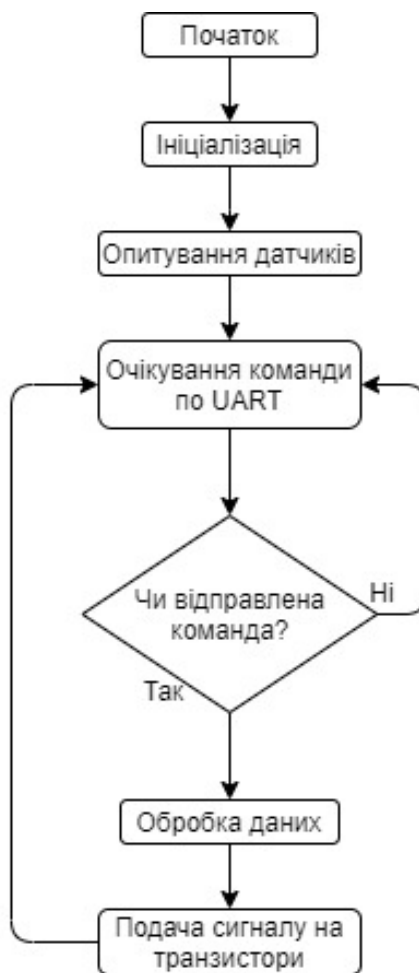 Початок
Ініціалізація
Опитування датчиків
Очікування команди
по UART
Чи відправлена
команда?
Ні
Так
Обробка даних
Подача сигналу на
транзистори